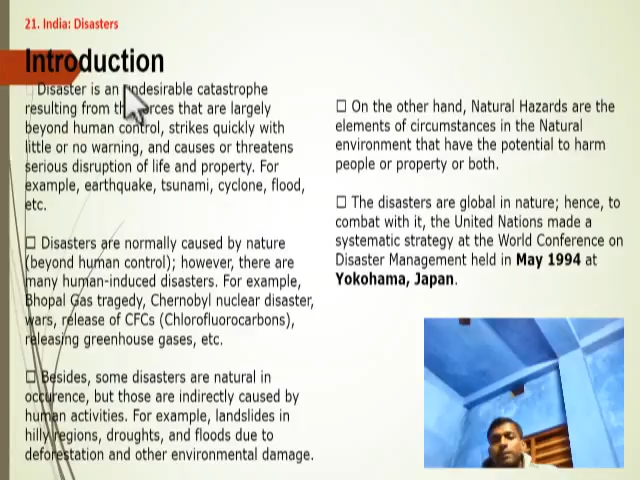 21. India: Disasters
Introduction
☐ Disaster is an undesirable catastrophe
resulting from the forces that are largely
beyond human control, strikes quickly with
little or no warning, and causes or threatens
serious disruption of life and property. For
example, earthquake, tsunami, cyclone, flood,
etc.
☐ Disasters are normally caused by nature
(beyond human control); however, there are
many human-induced disasters. For example,
Bhopal Gas tragedy, Chernobyl nuclear disaster,
wars, release of CFCs (Chlorofluorocarbons),
releasing greenhouse gases, etc.
☐ Besides, some disasters are natural in
occurence, but those are indirectly caused by
human activities. For example, landslides in
hilly regions, droughts, and floods due to
deforestation and other environmental damage.
☐ On the other hand, Natural Hazards are the
elements of circumstances in the Natural
environment that have the potential to harm
people or property or both.
☐ The disasters are global in nature; hence, to
combat with it, the United Nations made a
systematic strategy at the World Conference on
Disaster Management held in May 1994 at
Yokohama, Japan.